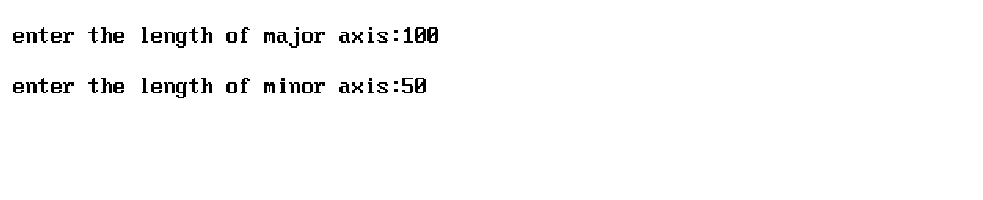 enter the length of major axis:100
enter the length of minor axis:50